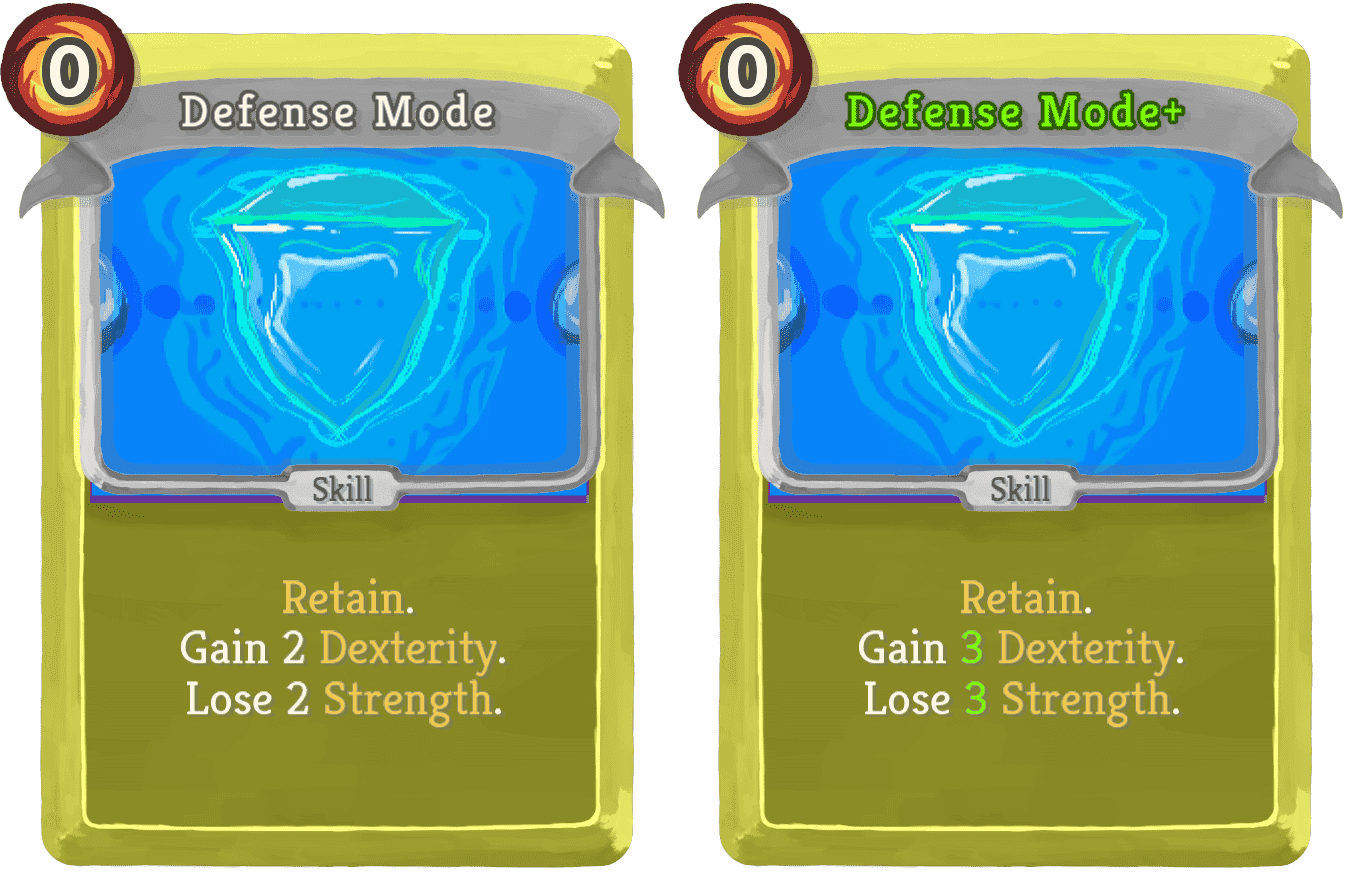 0
Defense Mode
Skill
Retain.
Gain 2 Dexterity.
Lose 2 Strength.
0
Defense Mode+
Skill
Retain.
Gain 3 Dexterity.
Lose 3 Strength.